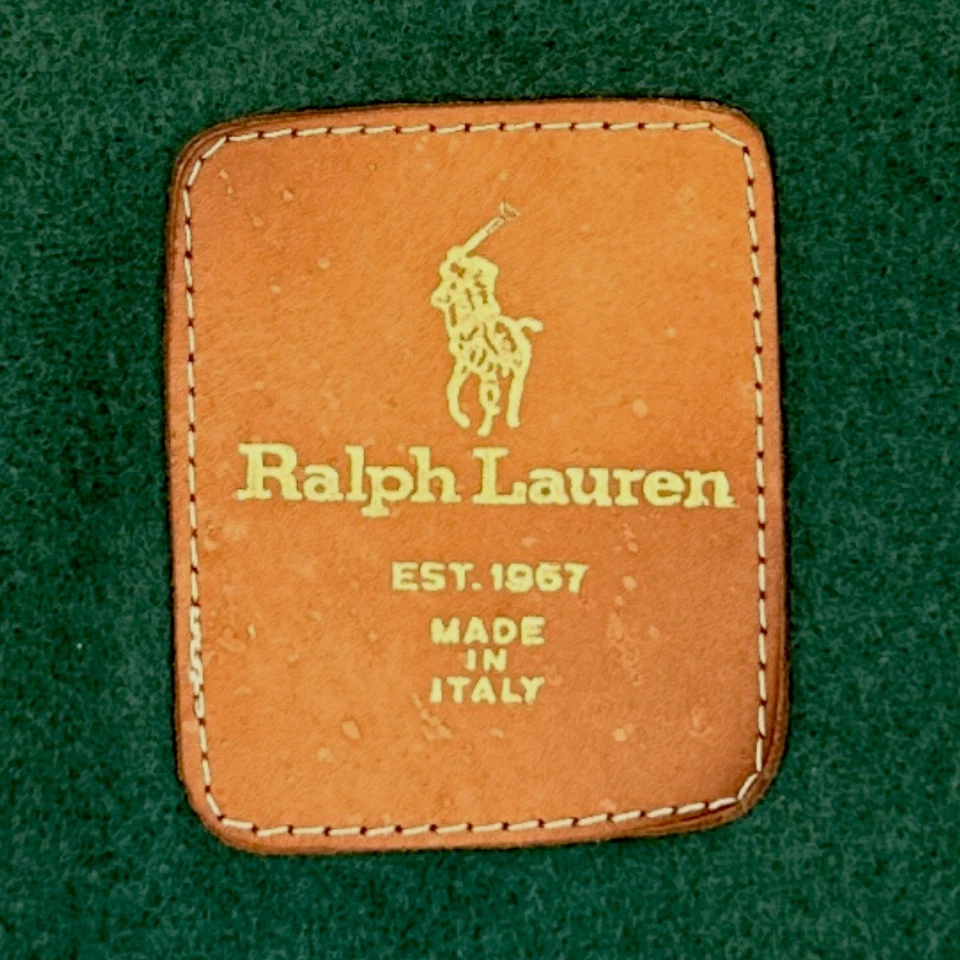 Ralph Lauren
EST. 1967
MADE
IN
ITALY